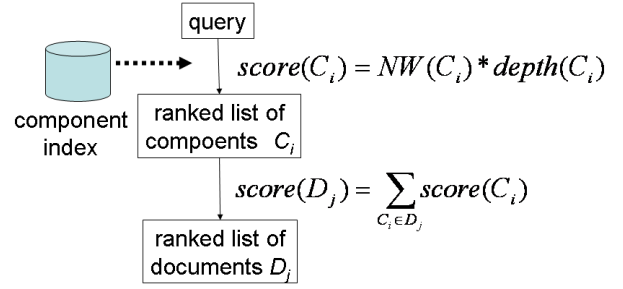 query
score(C_i) = NW(C_i) * depth(C_i)
component
index
ranked list of
compoents C_i
score(D_j) = ∑_{C_i∈D_j} score(C_i)
ranked list of
documents D_j